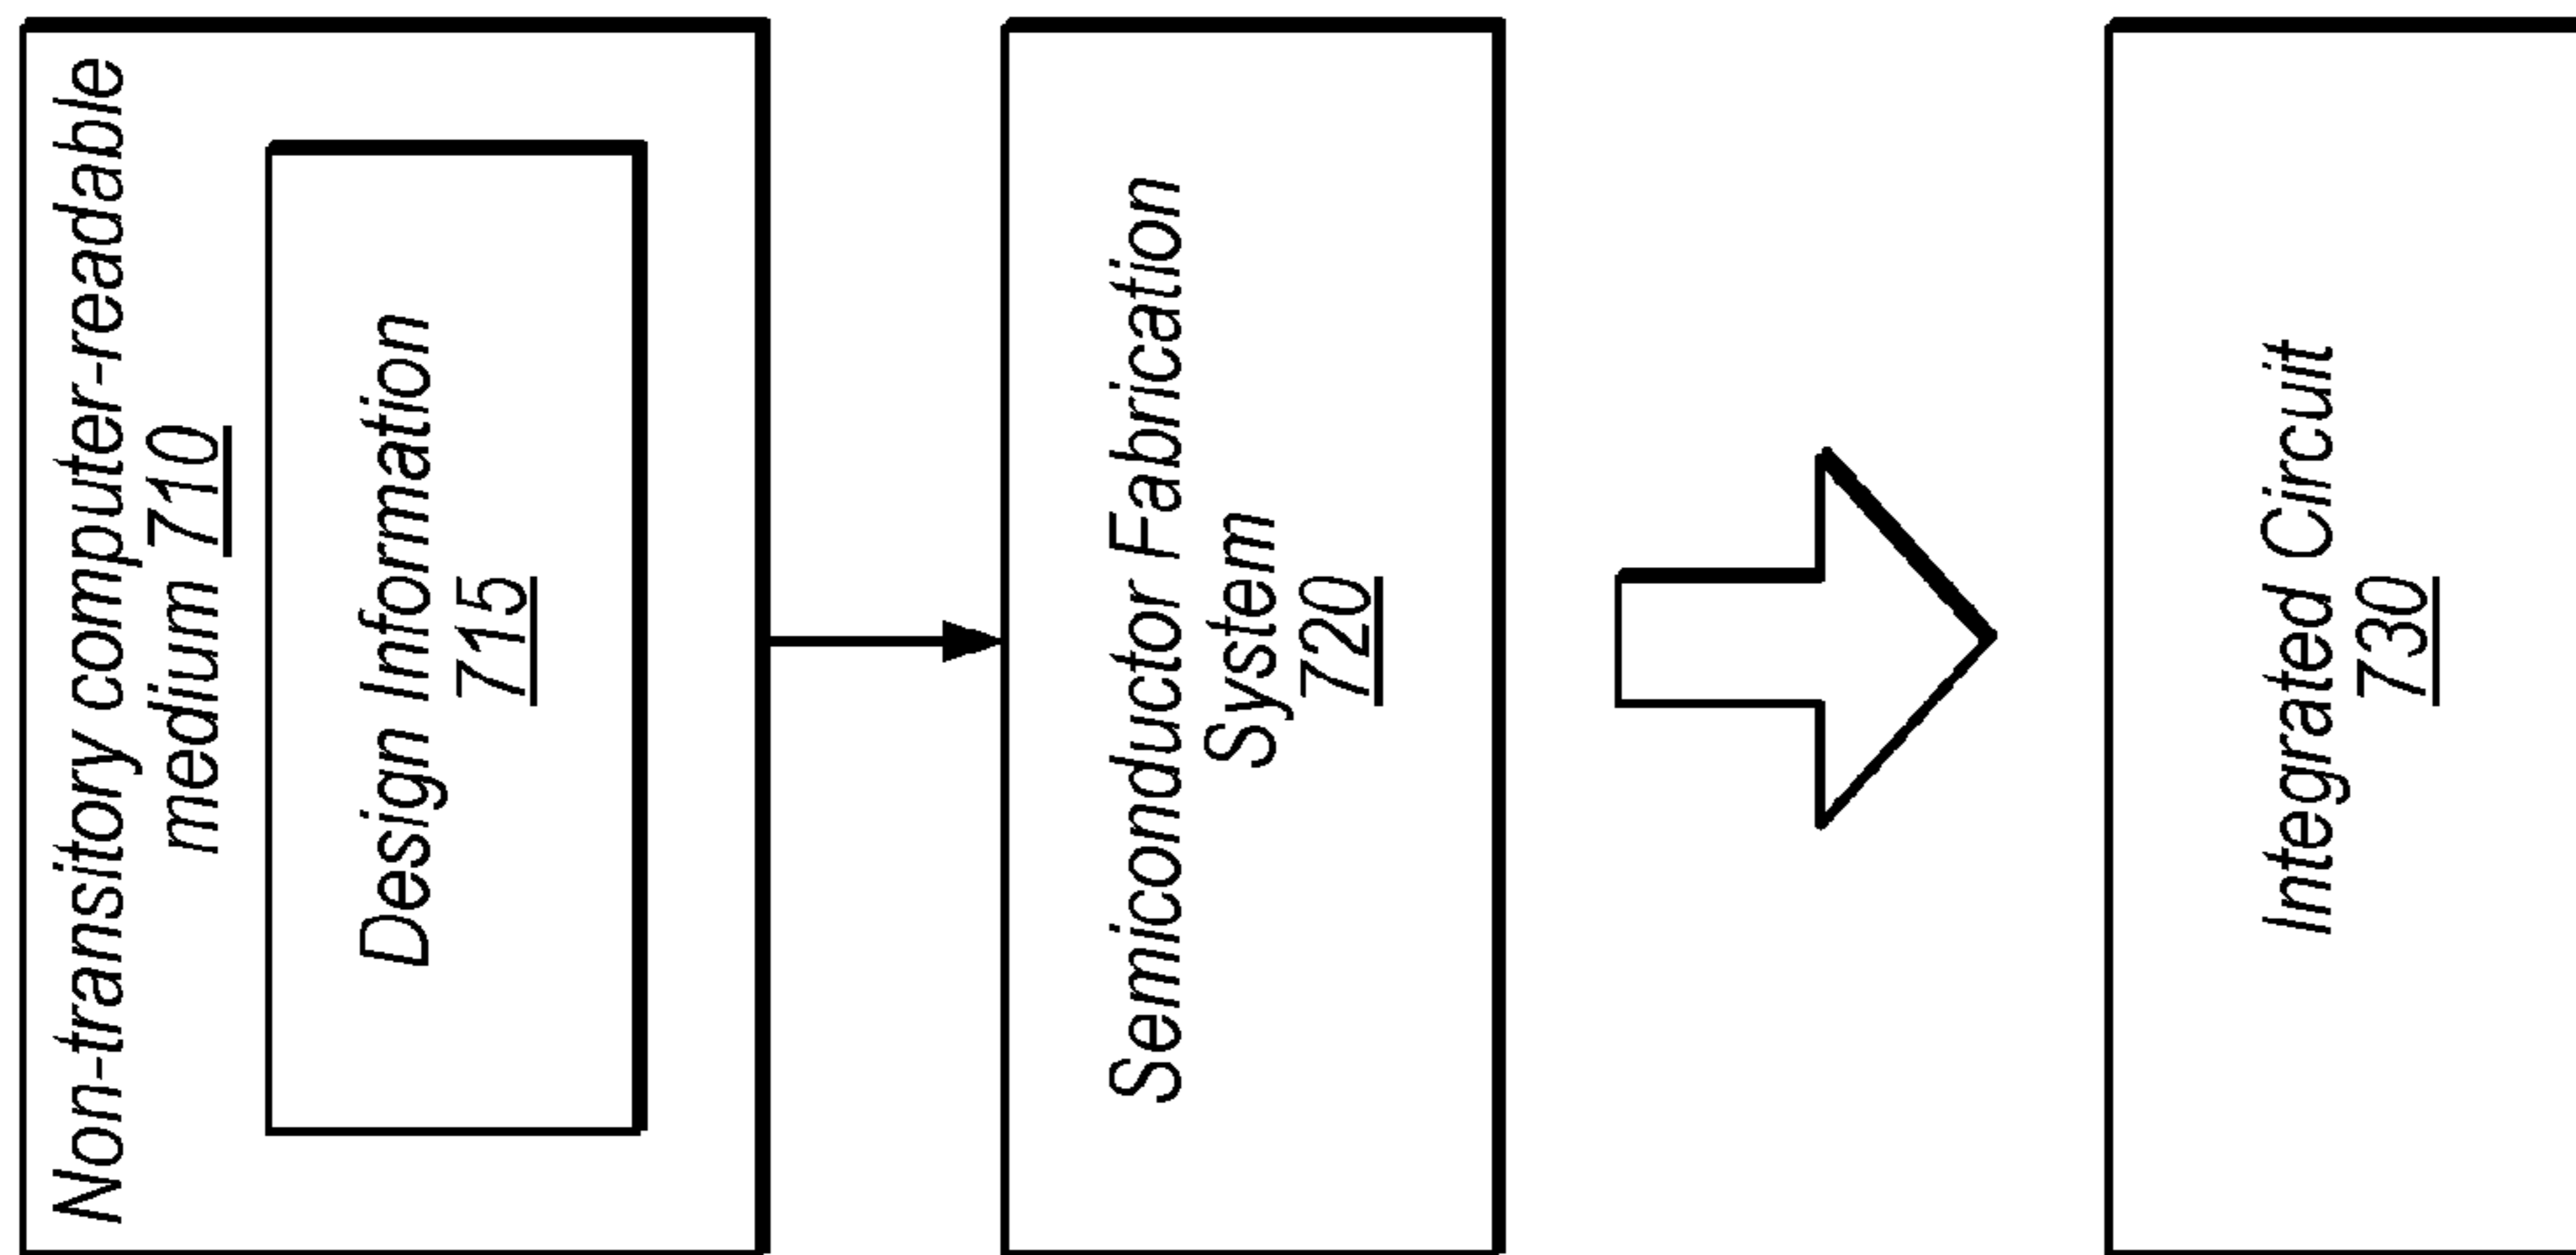 Non-transitory computer-readable
medium 710
Design Information
715
Semiconductor Fabrication
System
720
Integrated Circuit
730